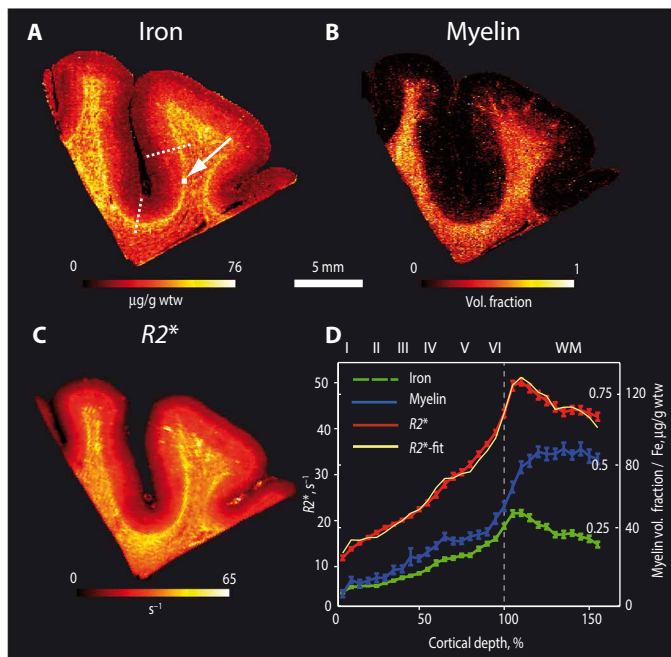 A Iron
B Myelin
0 76
µg/g wtw
5 mm
0 1
Vol. fraction
C R2*
0 65
s⁻¹
D
I II III IV V VI WM
Iron
Myelin
R2*
R2*-fit
50
40
30
20
10
0
R2*, s⁻¹
0.75 120
0.5 80
0.25 40
0
Myelin vol. fraction / Fe, µg/g wtw
0 50 100 150
Cortical depth, %